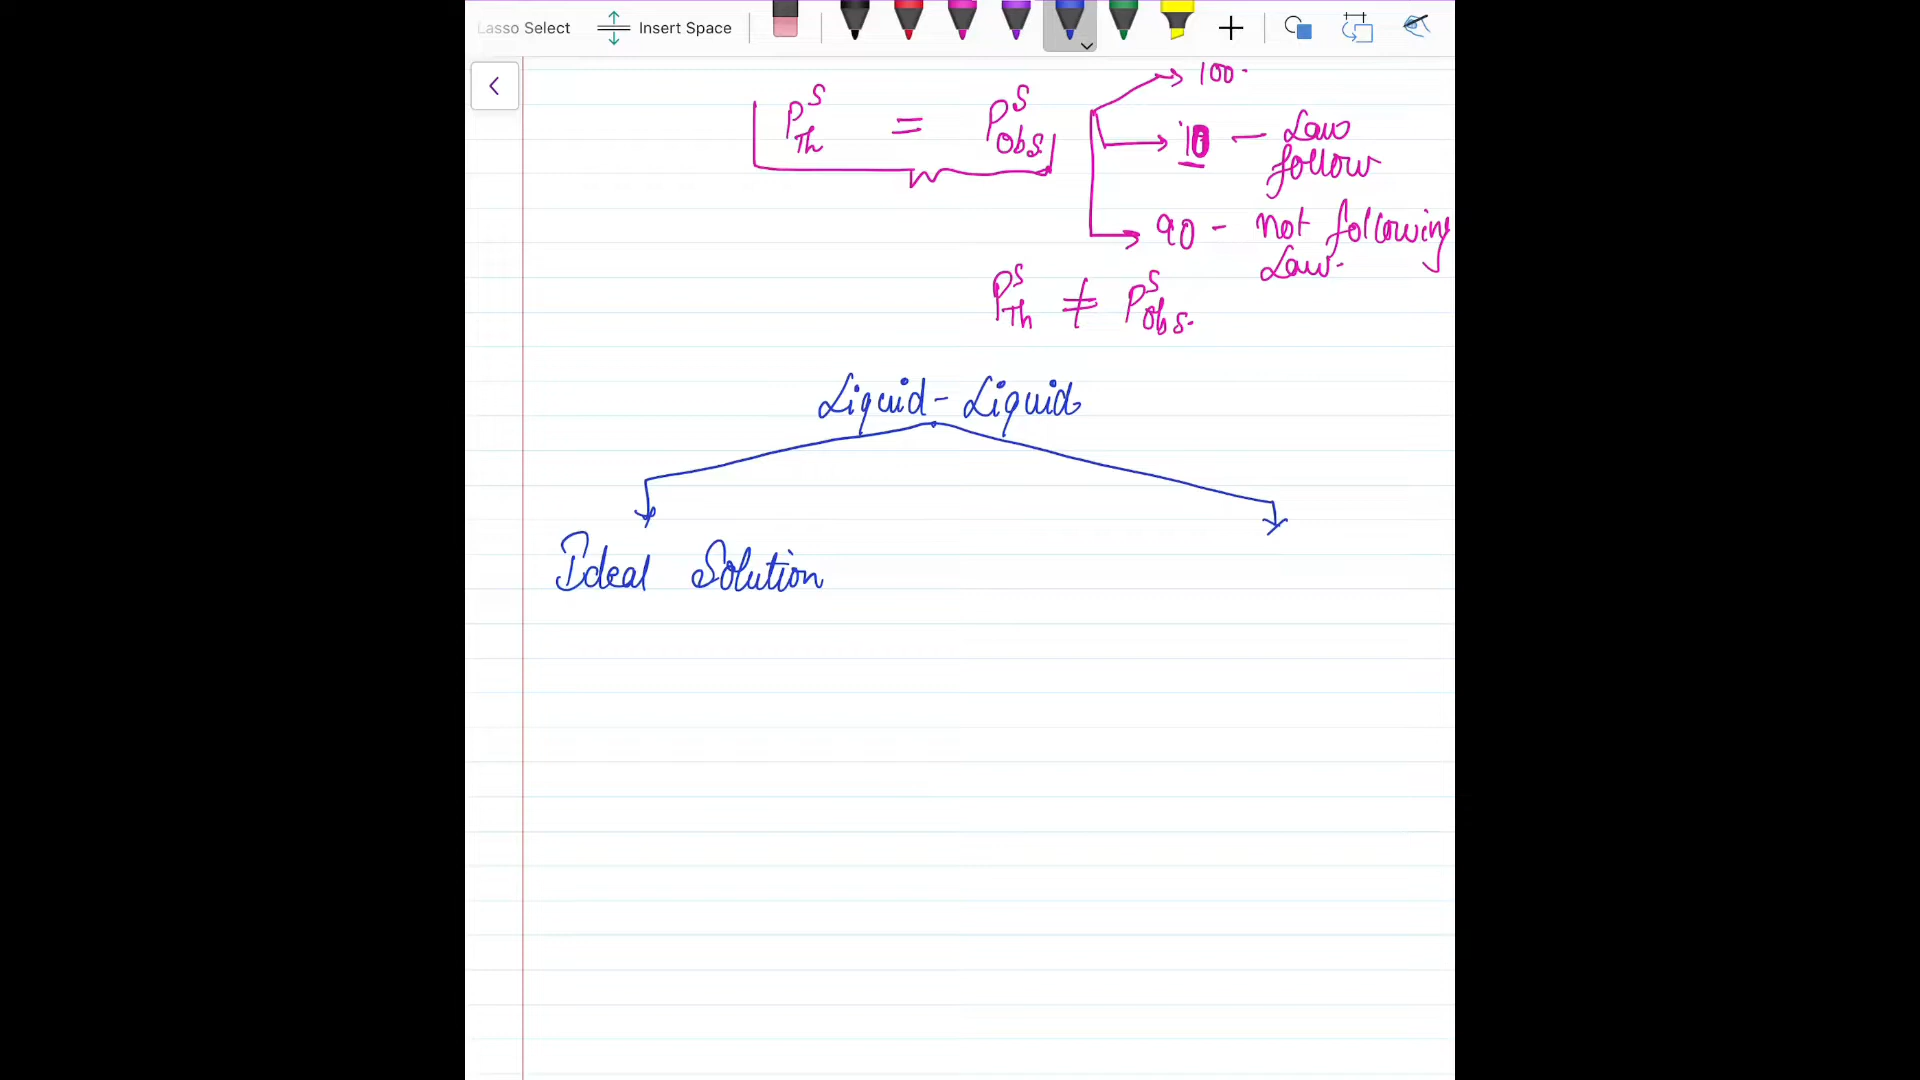 Lasso Select Insert Space
→ 100.
P^S_Th = P^S_Obs.
→ 10 — Law follow
→ 90 - not following Law.
P^S_Th ≠ P^S_Obs.
Liquid - Liquid
Ideal Solution